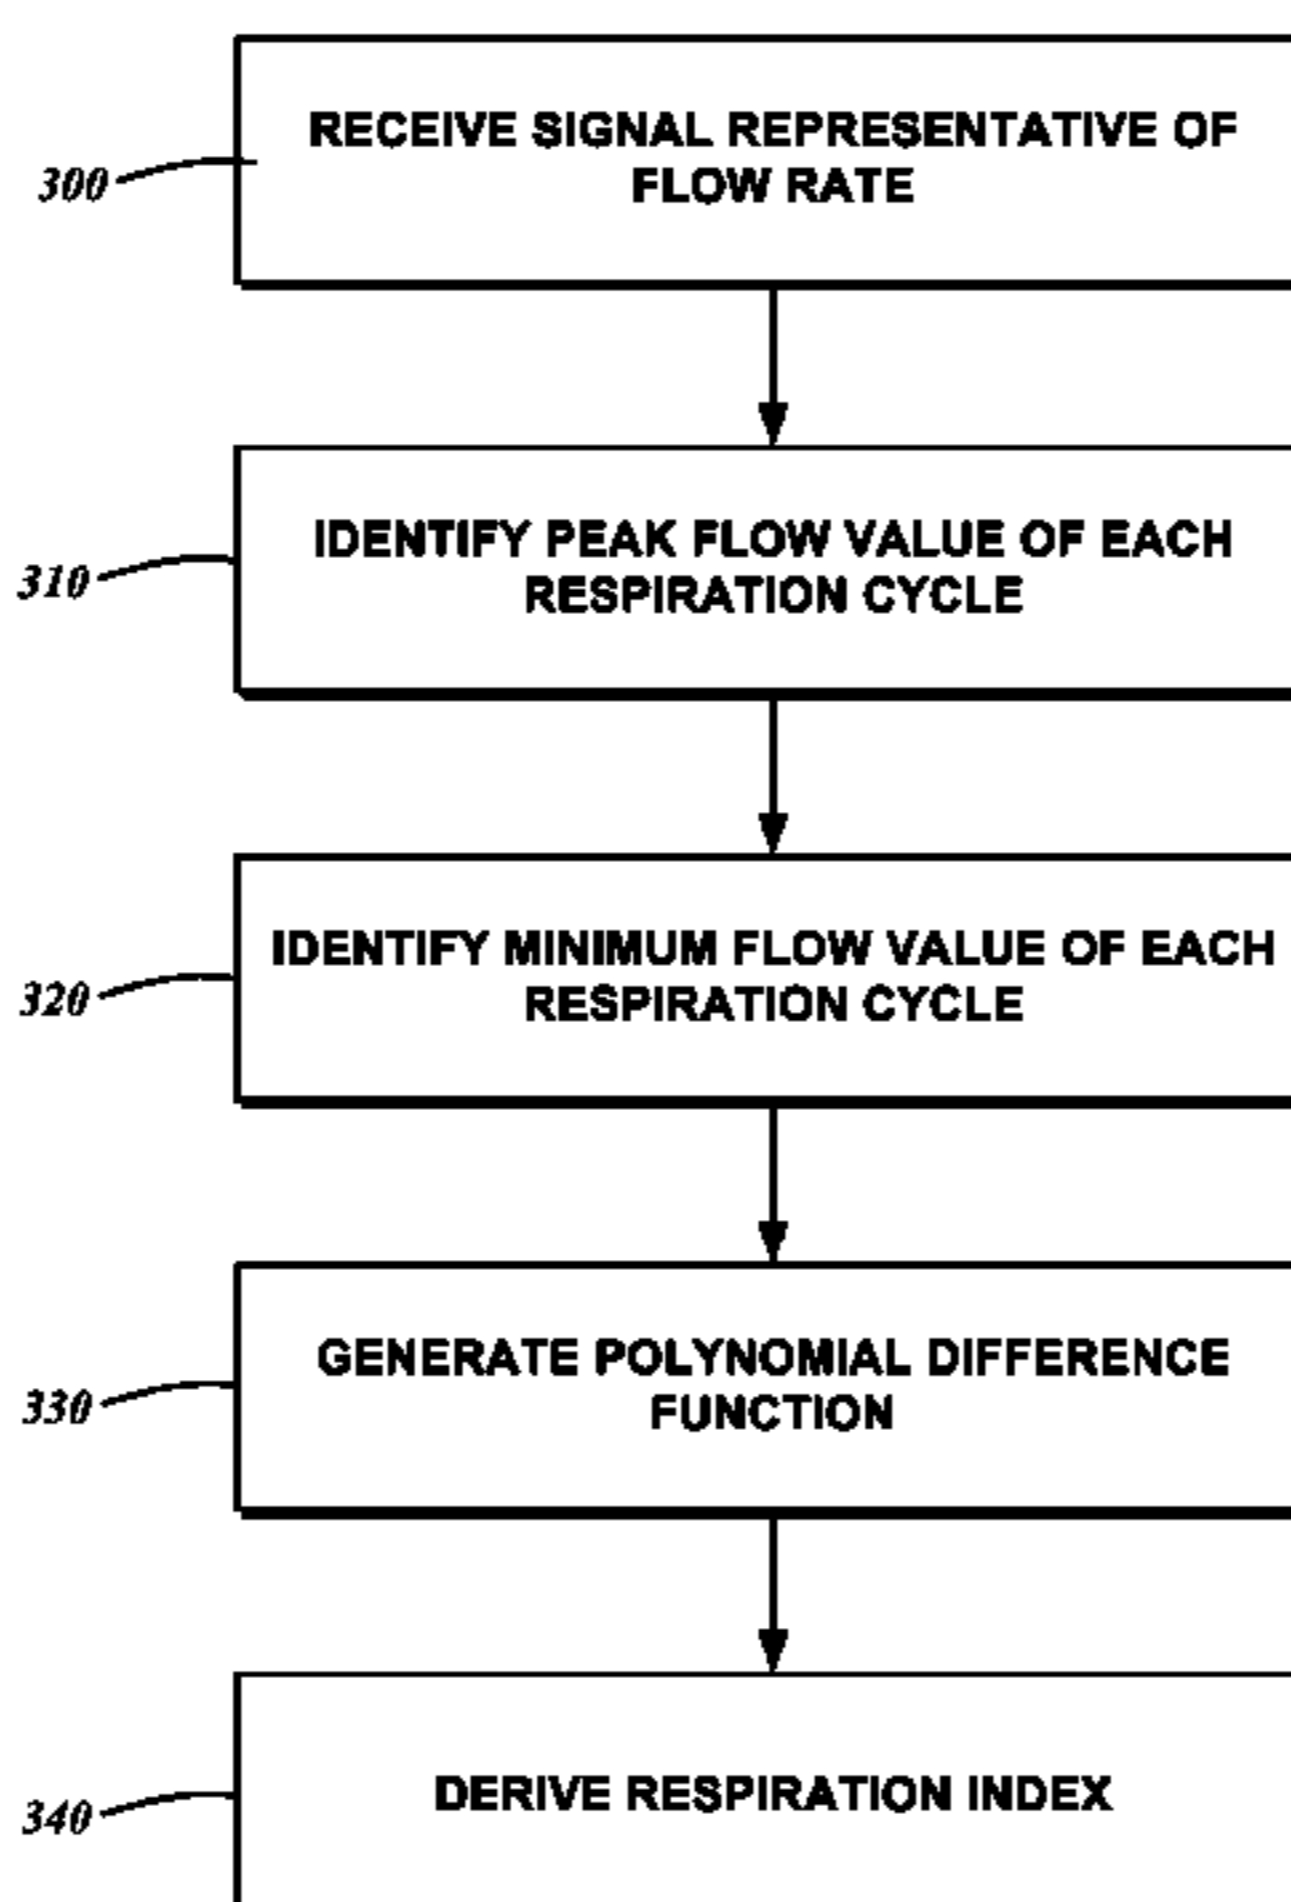 RECEIVE SIGNAL REPRESENTATIVE OF
FLOW RATE
300
IDENTIFY PEAK FLOW VALUE OF EACH
RESPIRATION CYCLE
310
IDENTIFY MINIMUM FLOW VALUE OF EACH
RESPIRATION CYCLE
320
GENERATE POLYNOMIAL DIFFERENCE
FUNCTION
330
DERIVE RESPIRATION INDEX
340